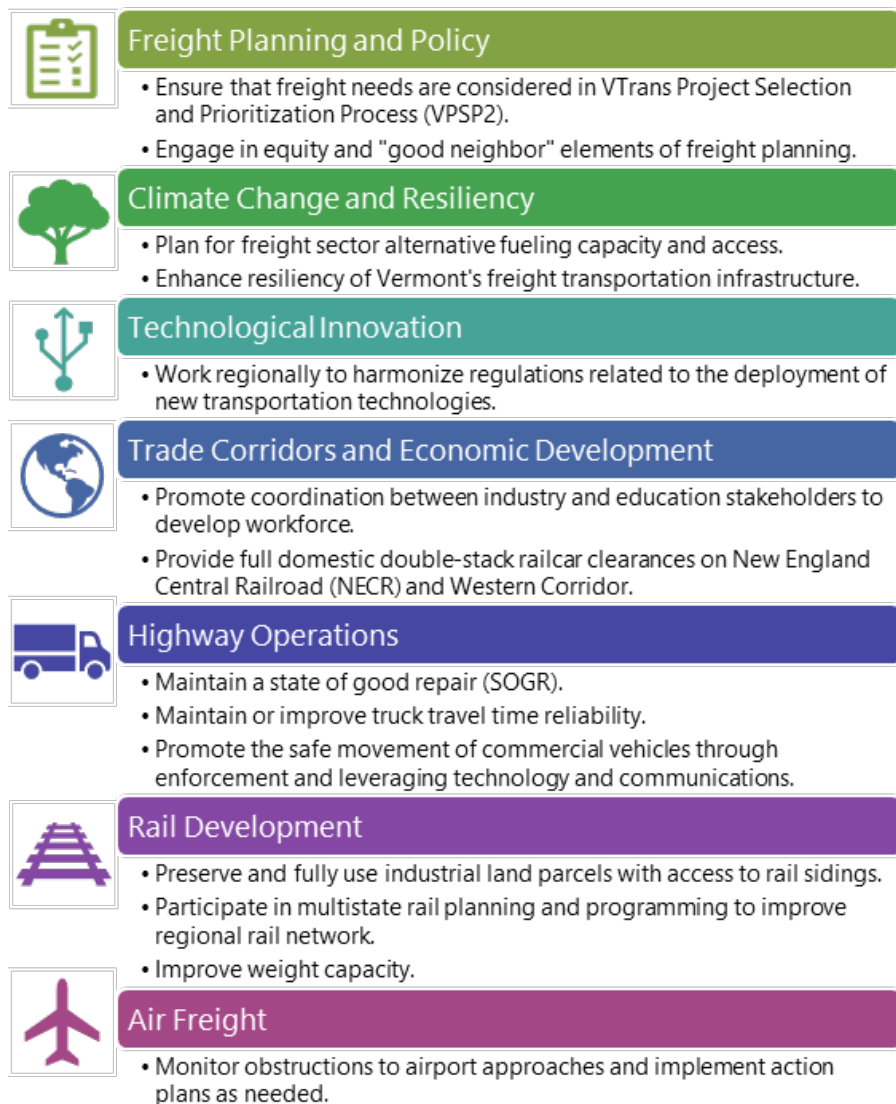 Freight Planning and Policy
• Ensure that freight needs are considered in VTrans Project Selection
and Prioritization Process (VPSP2).
• Engage in equity and "good neighbor" elements of freight planning.
Climate Change and Resiliency
• Plan for freight sector alternative fueling capacity and access.
• Enhance resiliency of Vermont's freight transportation infrastructure.
Technological Innovation
• Work regionally to harmonize regulations related to the deployment of
new transportation technologies.
Trade Corridors and Economic Development
• Promote coordination between industry and education stakeholders to
develop workforce.
• Provide full domestic double-stack railcar clearances on New England
Central Railroad (NECR) and Western Corridor.
Highway Operations
• Maintain a state of good repair (SOGR).
• Maintain or improve truck travel time reliability.
• Promote the safe movement of commercial vehicles through
enforcement and leveraging technology and communications.
Rail Development
• Preserve and fully use industrial land parcels with access to rail sidings.
• Participate in multistate rail planning and programming to improve
regional rail network.
• Improve weight capacity.
Air Freight
• Monitor obstructions to airport approaches and implement action
plans as needed.